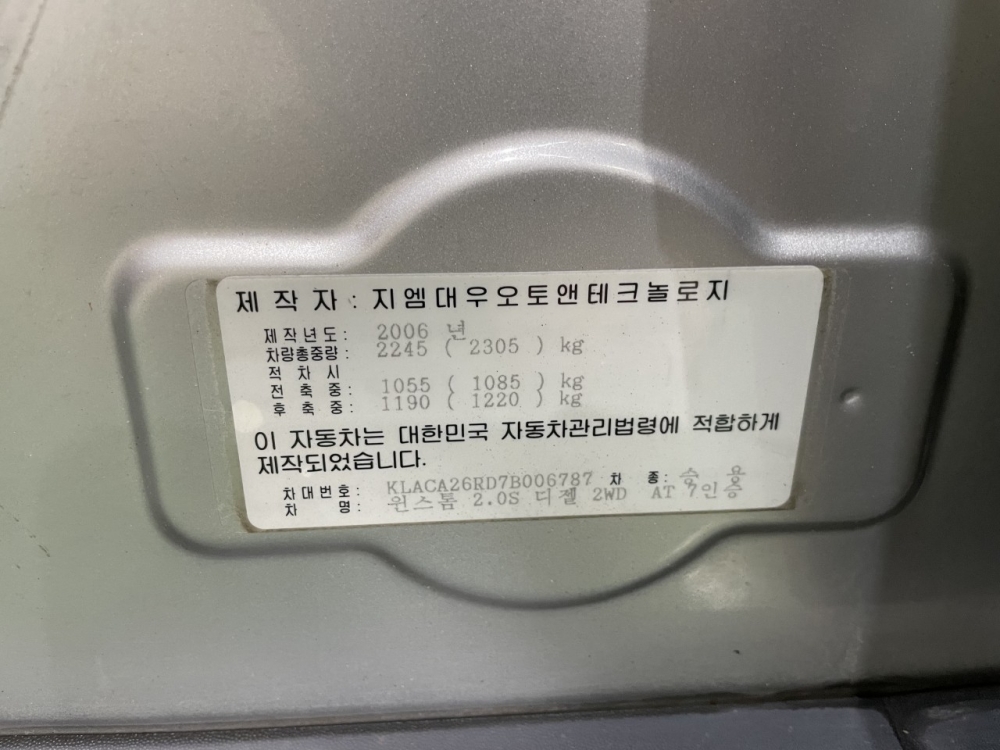 제 작 자 : 지엠대우오토앤테크놀로지
제작년도 : 2006 년
차량총중량 : 2245 ( 2305 ) kg
적 차 시
전 축 중 : 1055 ( 1085 ) kg
후 축 중 : 1190 ( 1220 ) kg
이 자동차는 대한민국 자동차관리법령에 적합하게
제작되었습니다.
차대번호 : KLACA26RD7B006787 차 종 : 승 용
차 명 : 윈스톰 2.0S 디젤 2WD AT 7인승